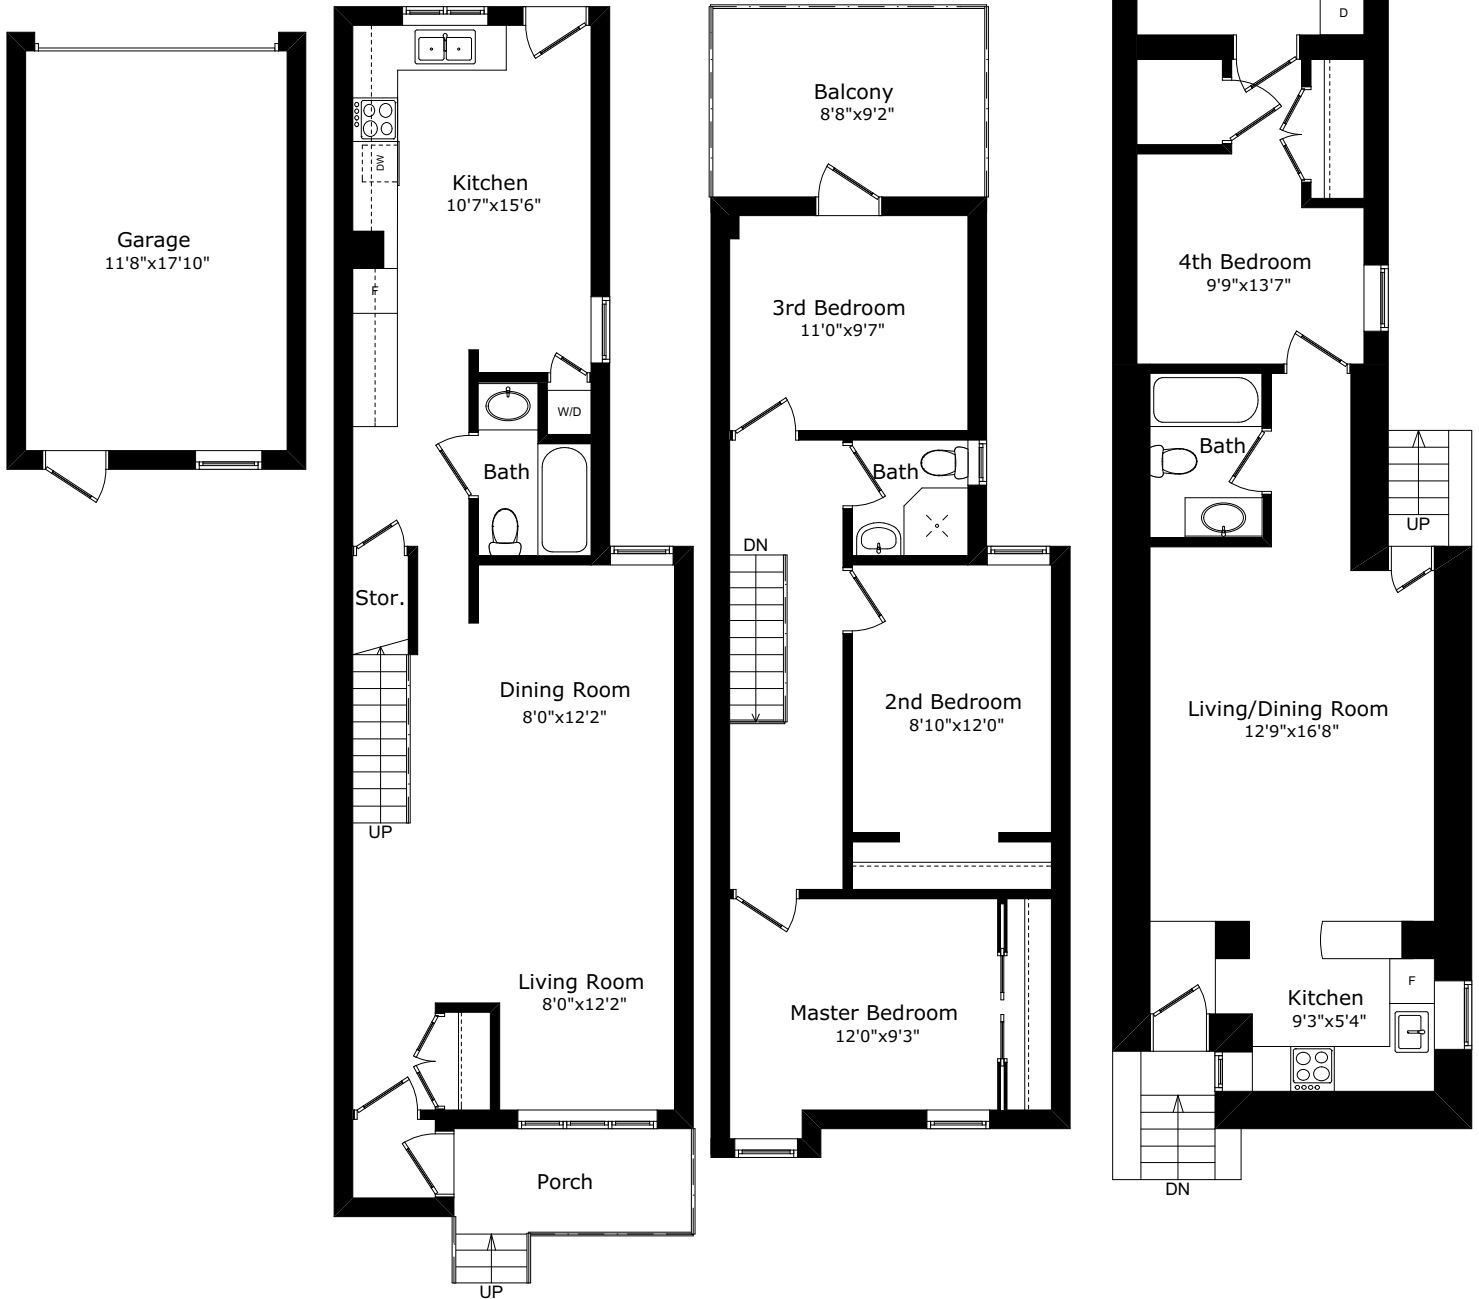 Garage
11'8"x17'10"
Kitchen
10'7"x15'6"
DW
F
W/D
Bath
Stor.
Dining Room
8'0"x12'2"
UP
Living Room
8'0"x12'2"
Porch
UP
Balcony
8'8"x9'2"
3rd Bedroom
11'0"x9'7"
Bath
DN
2nd Bedroom
8'10"x12'0"
Master Bedroom
12'0"x9'3"
D
4th Bedroom
9'9"x13'7"
Bath
UP
Living/Dining Room
12'9"x16'8"
F
Kitchen
9'3"x5'4"
DN